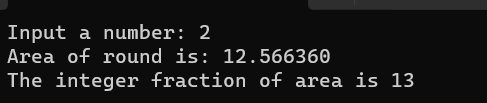 Input a number: 2
Area of round is: 12.566360
The integer fraction of area is 13